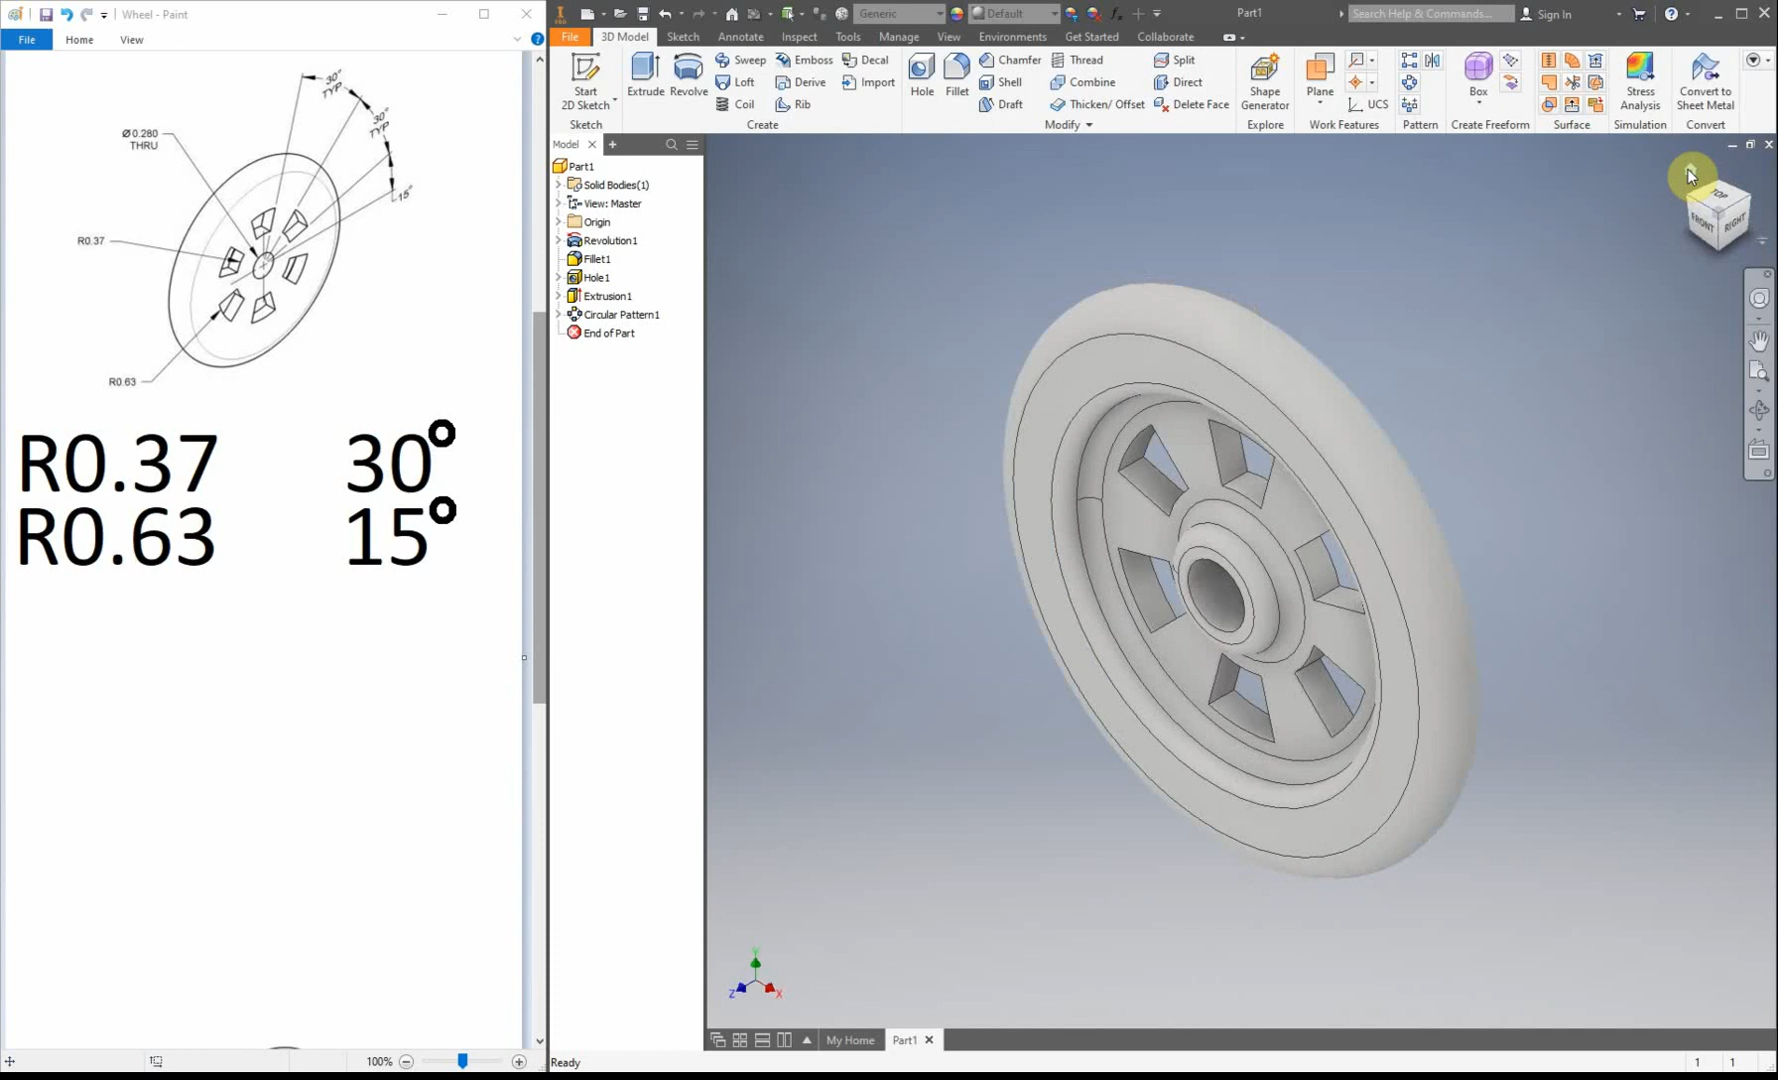 Wheel - Paint
File Home View
30°
TYP
30°
TYP
Ø0.280
THRU
15°
R0.37
R0.63
R0.37 30°
R0.63 15°
100%
Generic Default Part1 Search Help & Commands... Sign In
File 3D Model Sketch Annotate Inspect Tools Manage View Environments Get Started Collaborate
Start
2D Sketch
Sketch
Extrude Revolve
Sweep Emboss Decal
Loft Derive Import
Coil Rib
Create
Hole Fillet
Chamfer Thread Split
Shell Combine Direct
Draft Thicken/ Offset Delete Face
Modify
Shape
Generator
Explore
Plane UCS
Work Features
Pattern
Box
Create Freeform
Surface
Stress
Analysis
Simulation
Convert to
Sheet Metal
Convert
Model
Part1
Solid Bodies(1)
View: Master
Origin
Revolution1
Fillet1
Hole1
Extrusion1
Circular Pattern1
End of Part
TOP
FRONT RIGHT
Y
Z X
My Home Part1
Ready 1 1